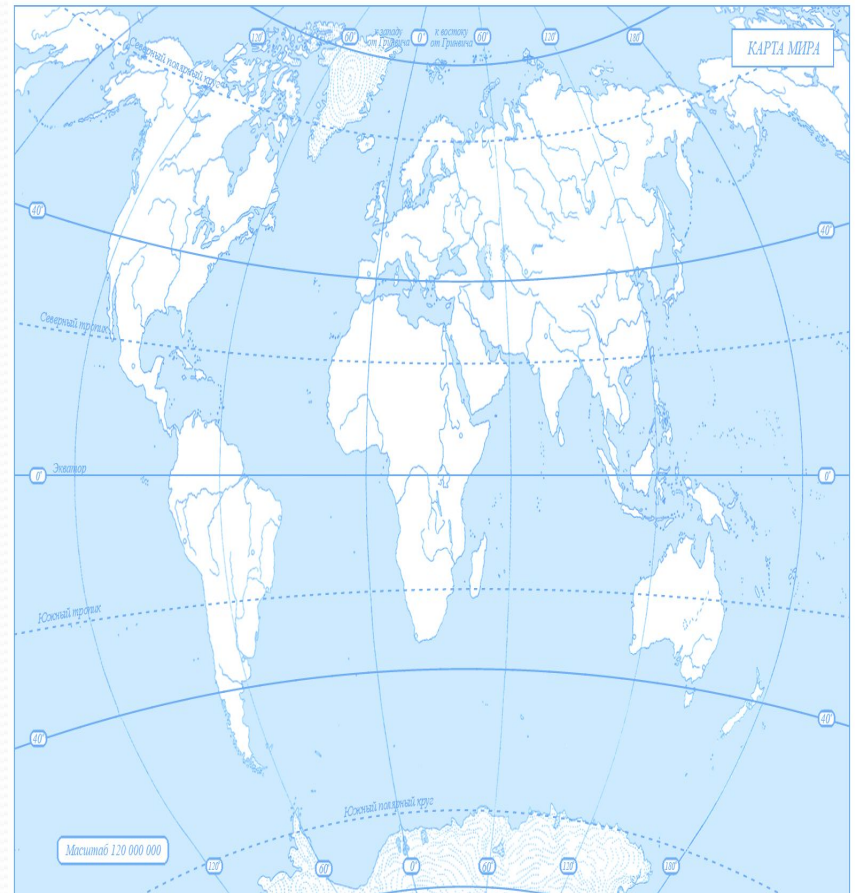 120°
60°
к западу
от Гринвича
0°
к востоку
от Гринвича
60°
120°
180°
КАРТА МИРА
Северный полярный круг
40°
40°
Северный тропик
0°
Экватор
0°
Южный тропик
40°
40°
Южный полярный круг
Масштаб 120 000 000
120°
60°
0°
60°
120°
180°